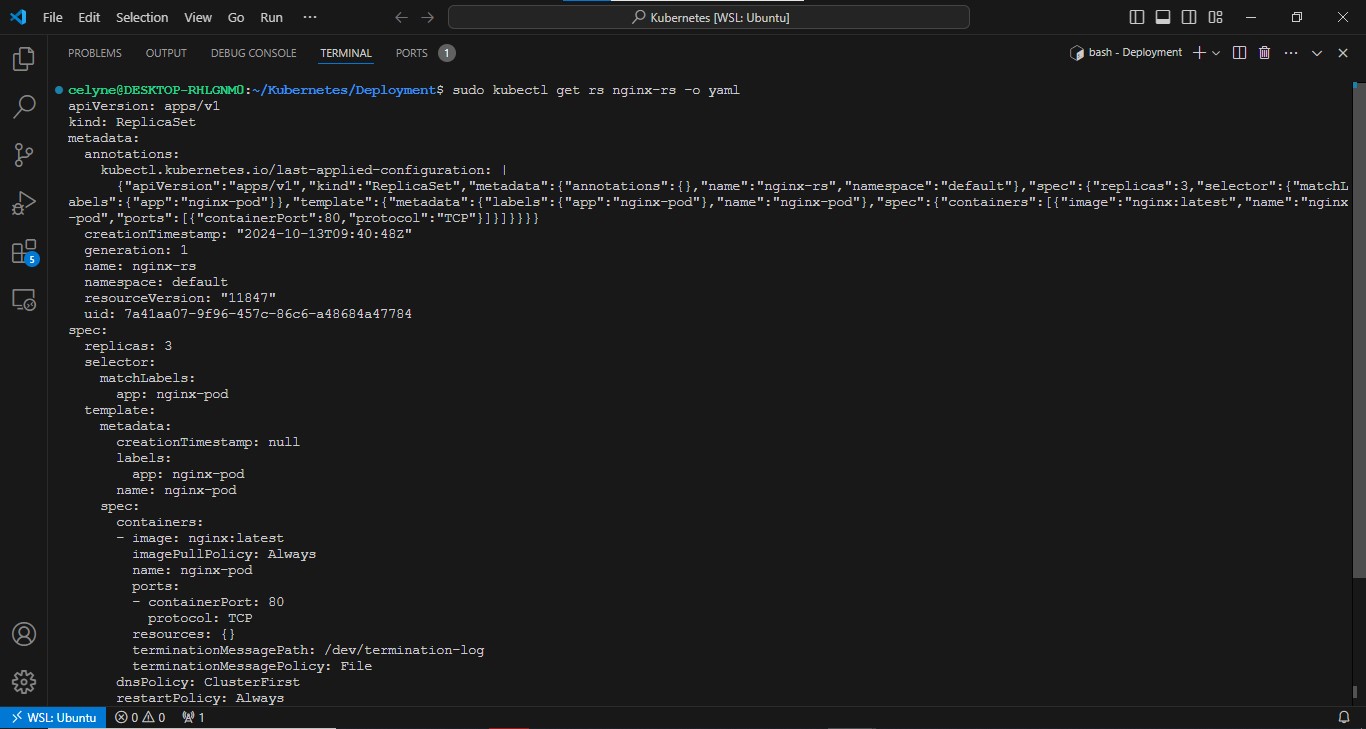 File Edit Selection View Go Run ... Kubernetes [WSL: Ubuntu]
PROBLEMS OUTPUT DEBUG CONSOLE TERMINAL PORTS 1 bash - Deployment
celyne@DESKTOP-RHLGNM0:~/Kubernetes/Deployment$ sudo kubectl get rs nginx-rs -o yaml
apiVersion: apps/v1
kind: ReplicaSet
metadata:
  annotations:
    kubectl.kubernetes.io/last-applied-configuration: |
      {"apiVersion":"apps/v1","kind":"ReplicaSet","metadata":{"annotations":{},"name":"nginx-rs","namespace":"default"},"spec":{"replicas":3,"selector":{"matchL
abels":{"app":"nginx-pod"}},"template":{"metadata":{"labels":{"app":"nginx-pod"},"name":"nginx-pod"},"spec":{"containers":[{"image":"nginx:latest","name":"nginx
-pod","ports":[{"containerPort":80,"protocol":"TCP"}]}]}}}}
  creationTimestamp: "2024-10-13T09:40:48Z"
  generation: 1
  name: nginx-rs
  namespace: default
  resourceVersion: "11847"
  uid: 7a41aa07-9f96-457c-86c6-a48684a47784
spec:
  replicas: 3
  selector:
    matchLabels:
      app: nginx-pod
  template:
    metadata:
      creationTimestamp: null
      labels:
        app: nginx-pod
      name: nginx-pod
    spec:
      containers:
      - image: nginx:latest
        imagePullPolicy: Always
        name: nginx-pod
        ports:
        - containerPort: 80
          protocol: TCP
        resources: {}
        terminationMessagePath: /dev/termination-log
        terminationMessagePolicy: File
      dnsPolicy: ClusterFirst
      restartPolicy: Always
5
WSL: Ubuntu 0 0 1